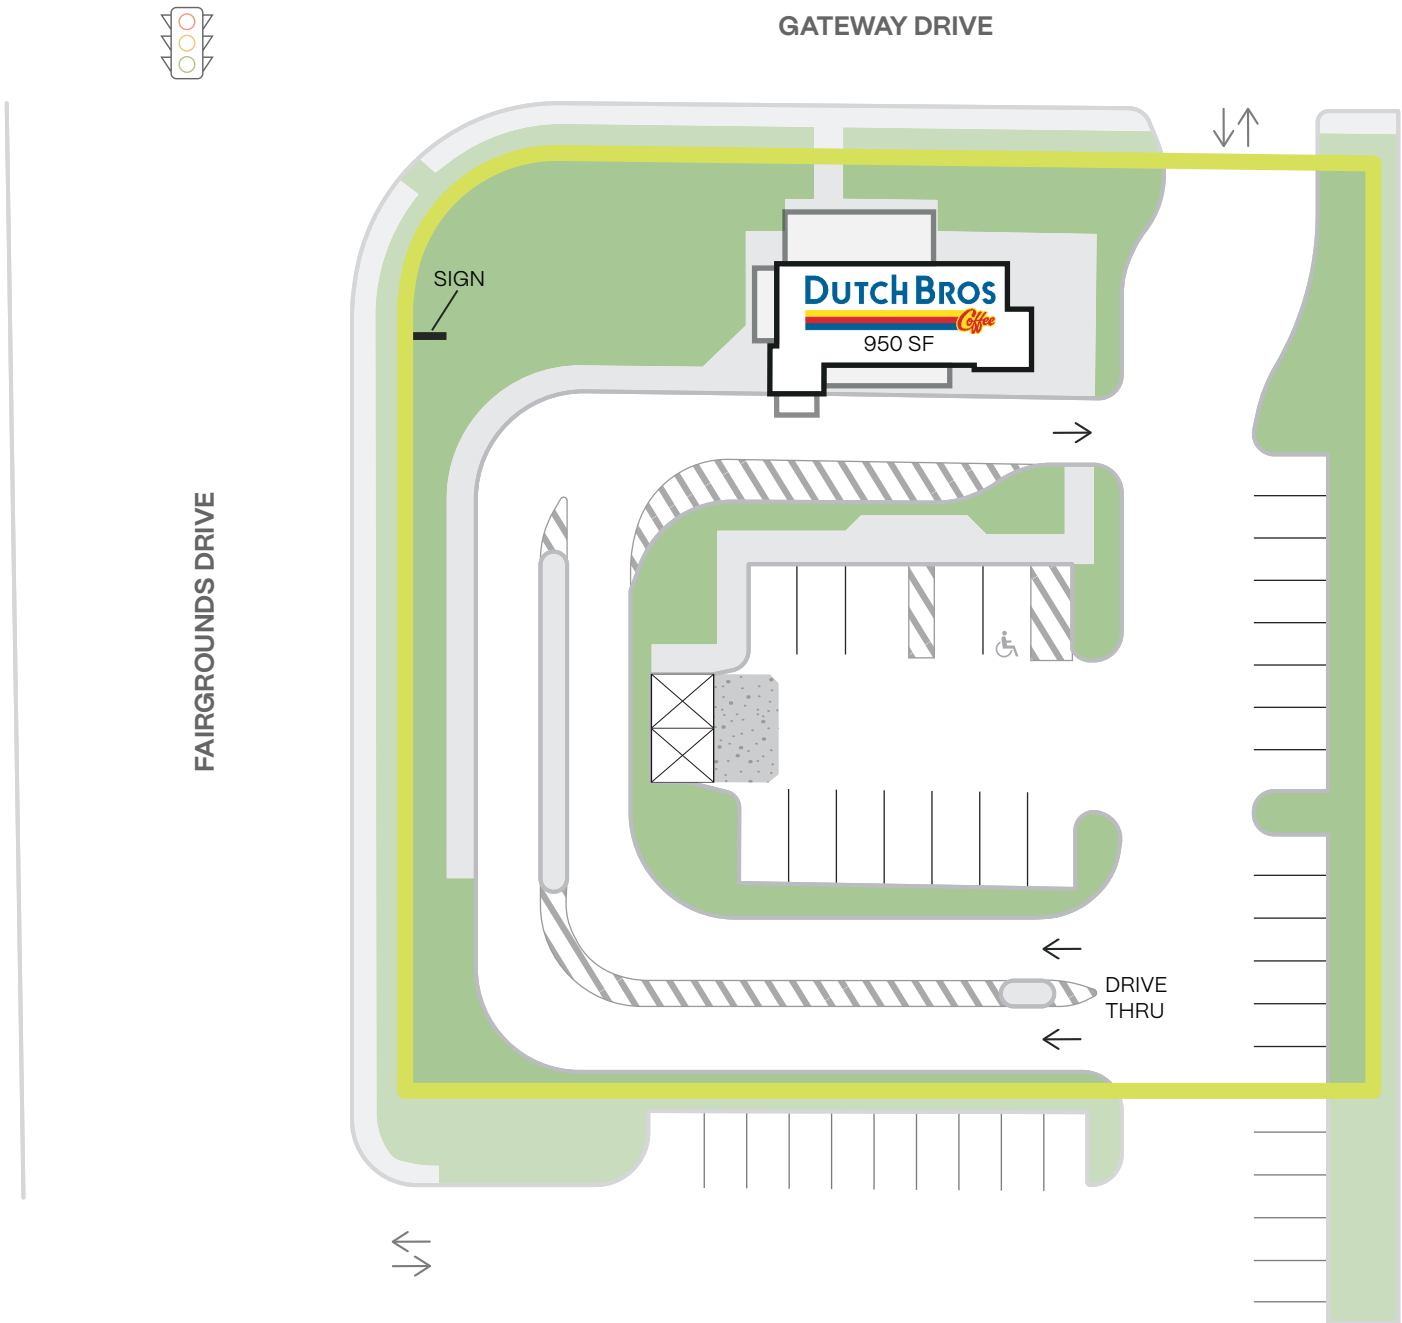 GATEWAY DRIVE
SIGN
DUTCH BROS
Coffee
950 SF
FAIRGROUNDS DRIVE
DRIVE
THRU